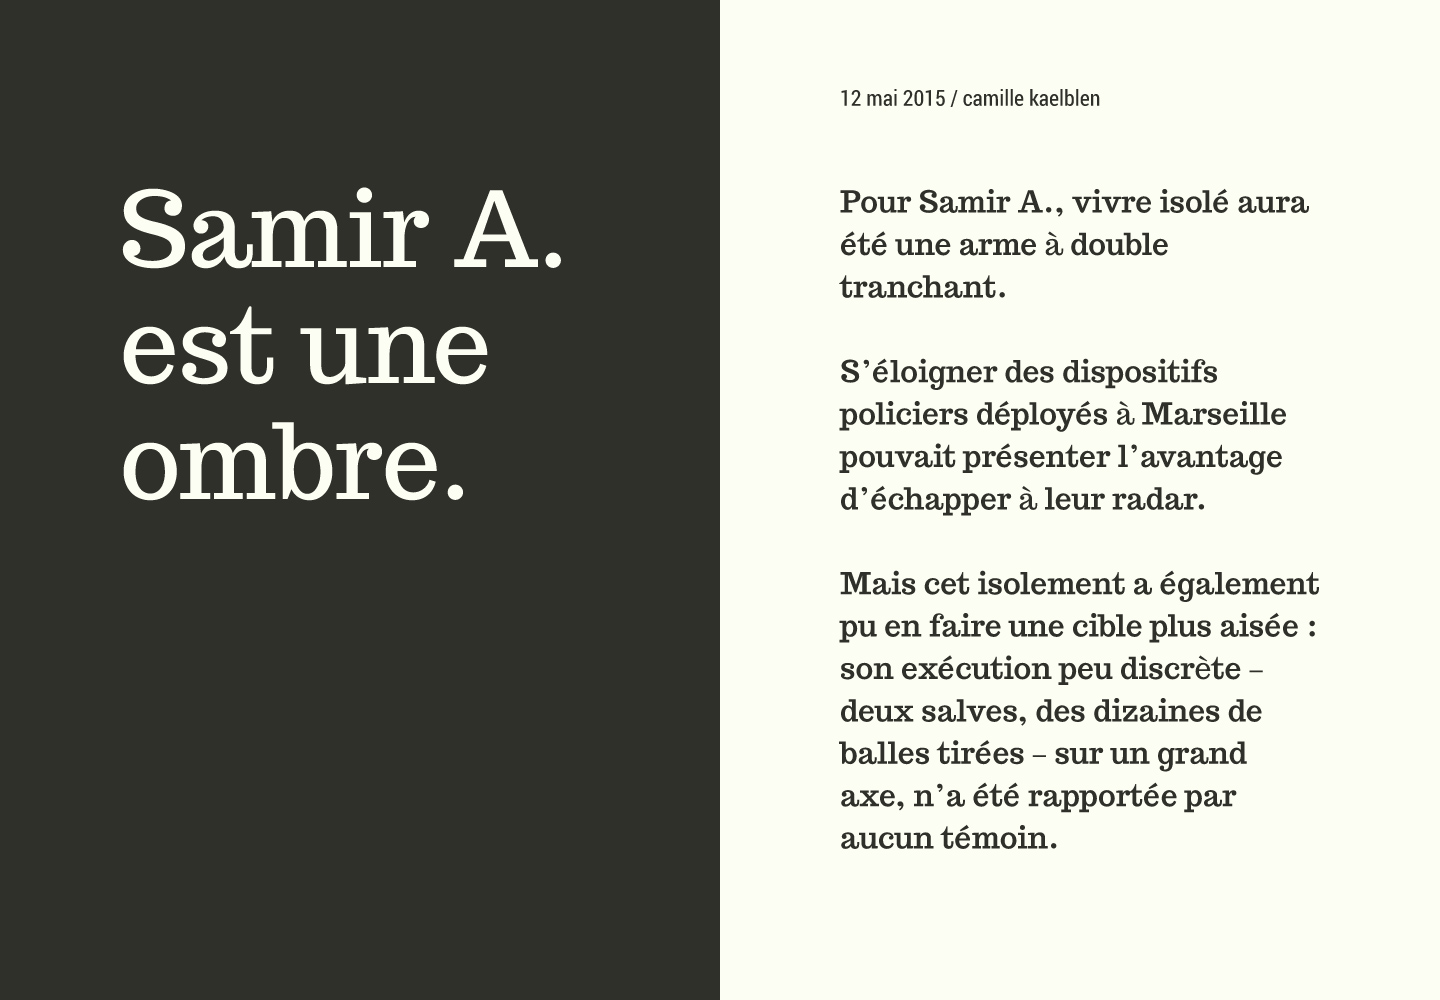 Samir A.
est une
ombre.
12 mai 2015 / camille kaelblen
Pour Samir A., vivre isolé aura
été une arme à double
tranchant.
S’éloigner des dispositifs
policiers déployés à Marseille
pouvait présenter l’avantage
d’échapper à leur radar.
Mais cet isolement a également
pu en faire une cible plus aisée :
son exécution peu discrète –
deux salves, des dizaines de
balles tirées – sur un grand
axe, n’a été rapportée par
aucun témoin.